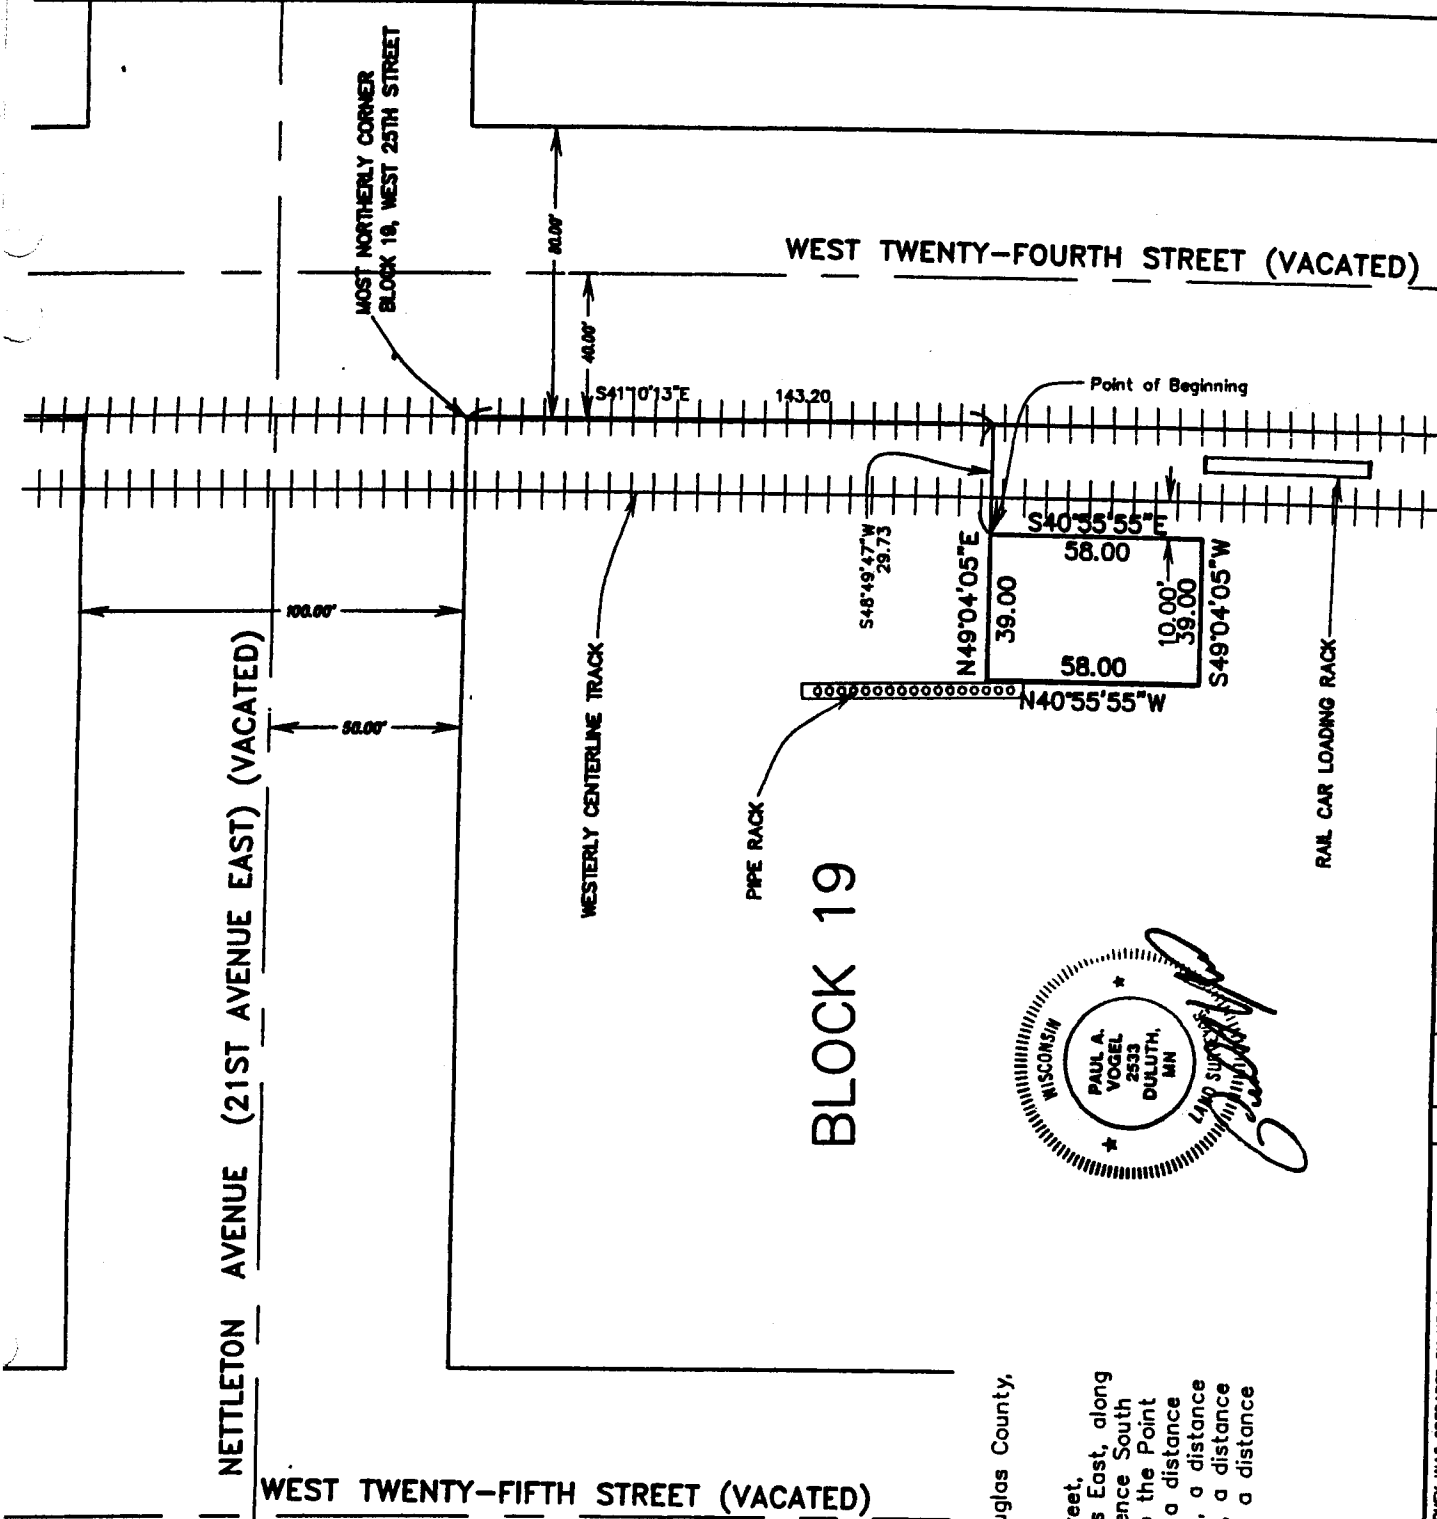 MOST NORTHERLY CORNER
BLOCK 19, WEST 25TH STREET
WEST TWENTY-FOURTH STREET (VACATED)
80.00'
40.00'
S41°10'13"E
143.20
Point of Beginning
S48°49'47"W
29.73
S40°55'55"E
58.00
N49°04'05"E
39.00
10.00'
39.00
S49°04'05"W
58.00
N40°55'55"W
100.00'
50.00'
NETTLETON AVENUE (21ST AVENUE EAST) (VACATED)
WESTERLY CENTERLINE TRACK
PIPE RACK
RAIL CAR LOADING RACK
BLOCK 19
WISCONSIN
PAUL A.
VOGEL
2533
DULUTH,
MN
LAND
WEST TWENTY-FIFTH STREET (VACATED)
uglas County,
reet,
s East, along
ence South
the Point
a distance
, a distance
, a distance
a distance